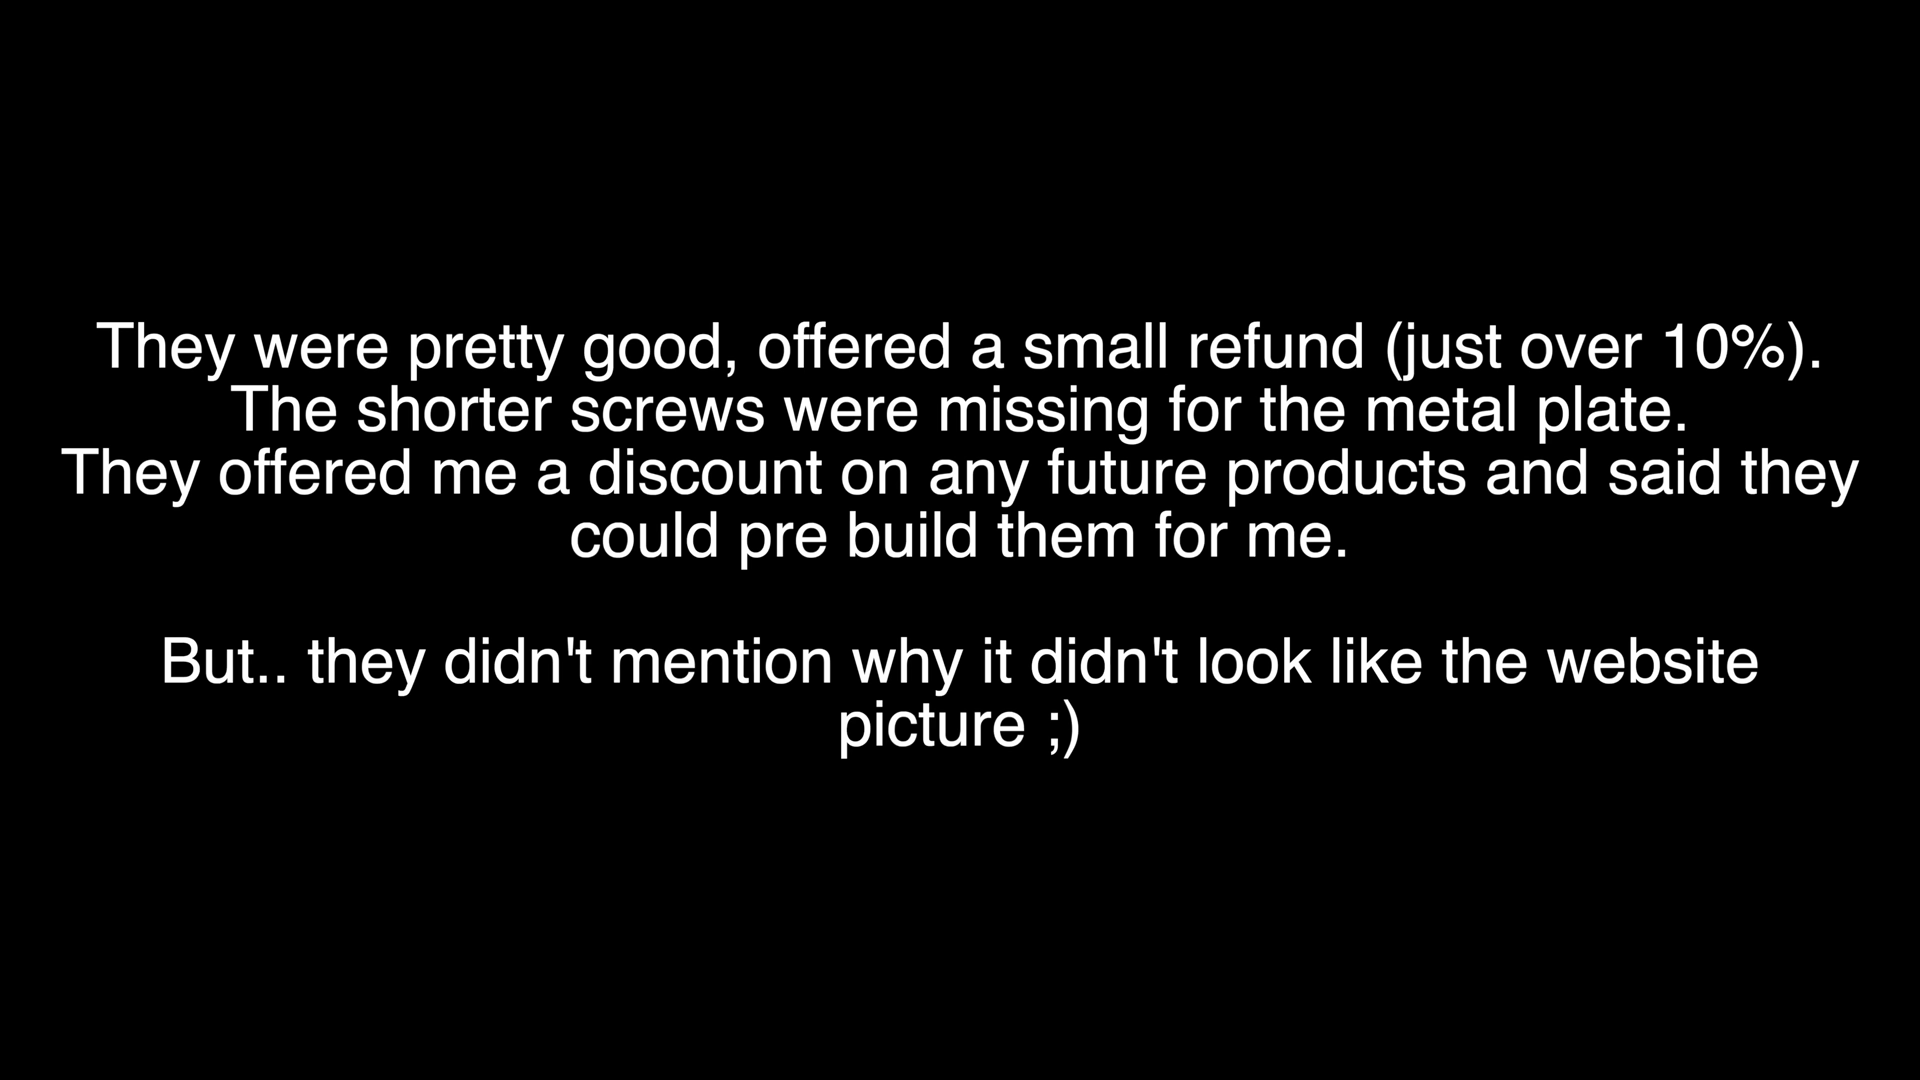 They were pretty good, offered a small refund (just over 10%).
The shorter screws were missing for the metal plate.
They offered me a discount on any future products and said they
could pre build them for me.
But.. they didn't mention why it didn't look like the website
picture ;)